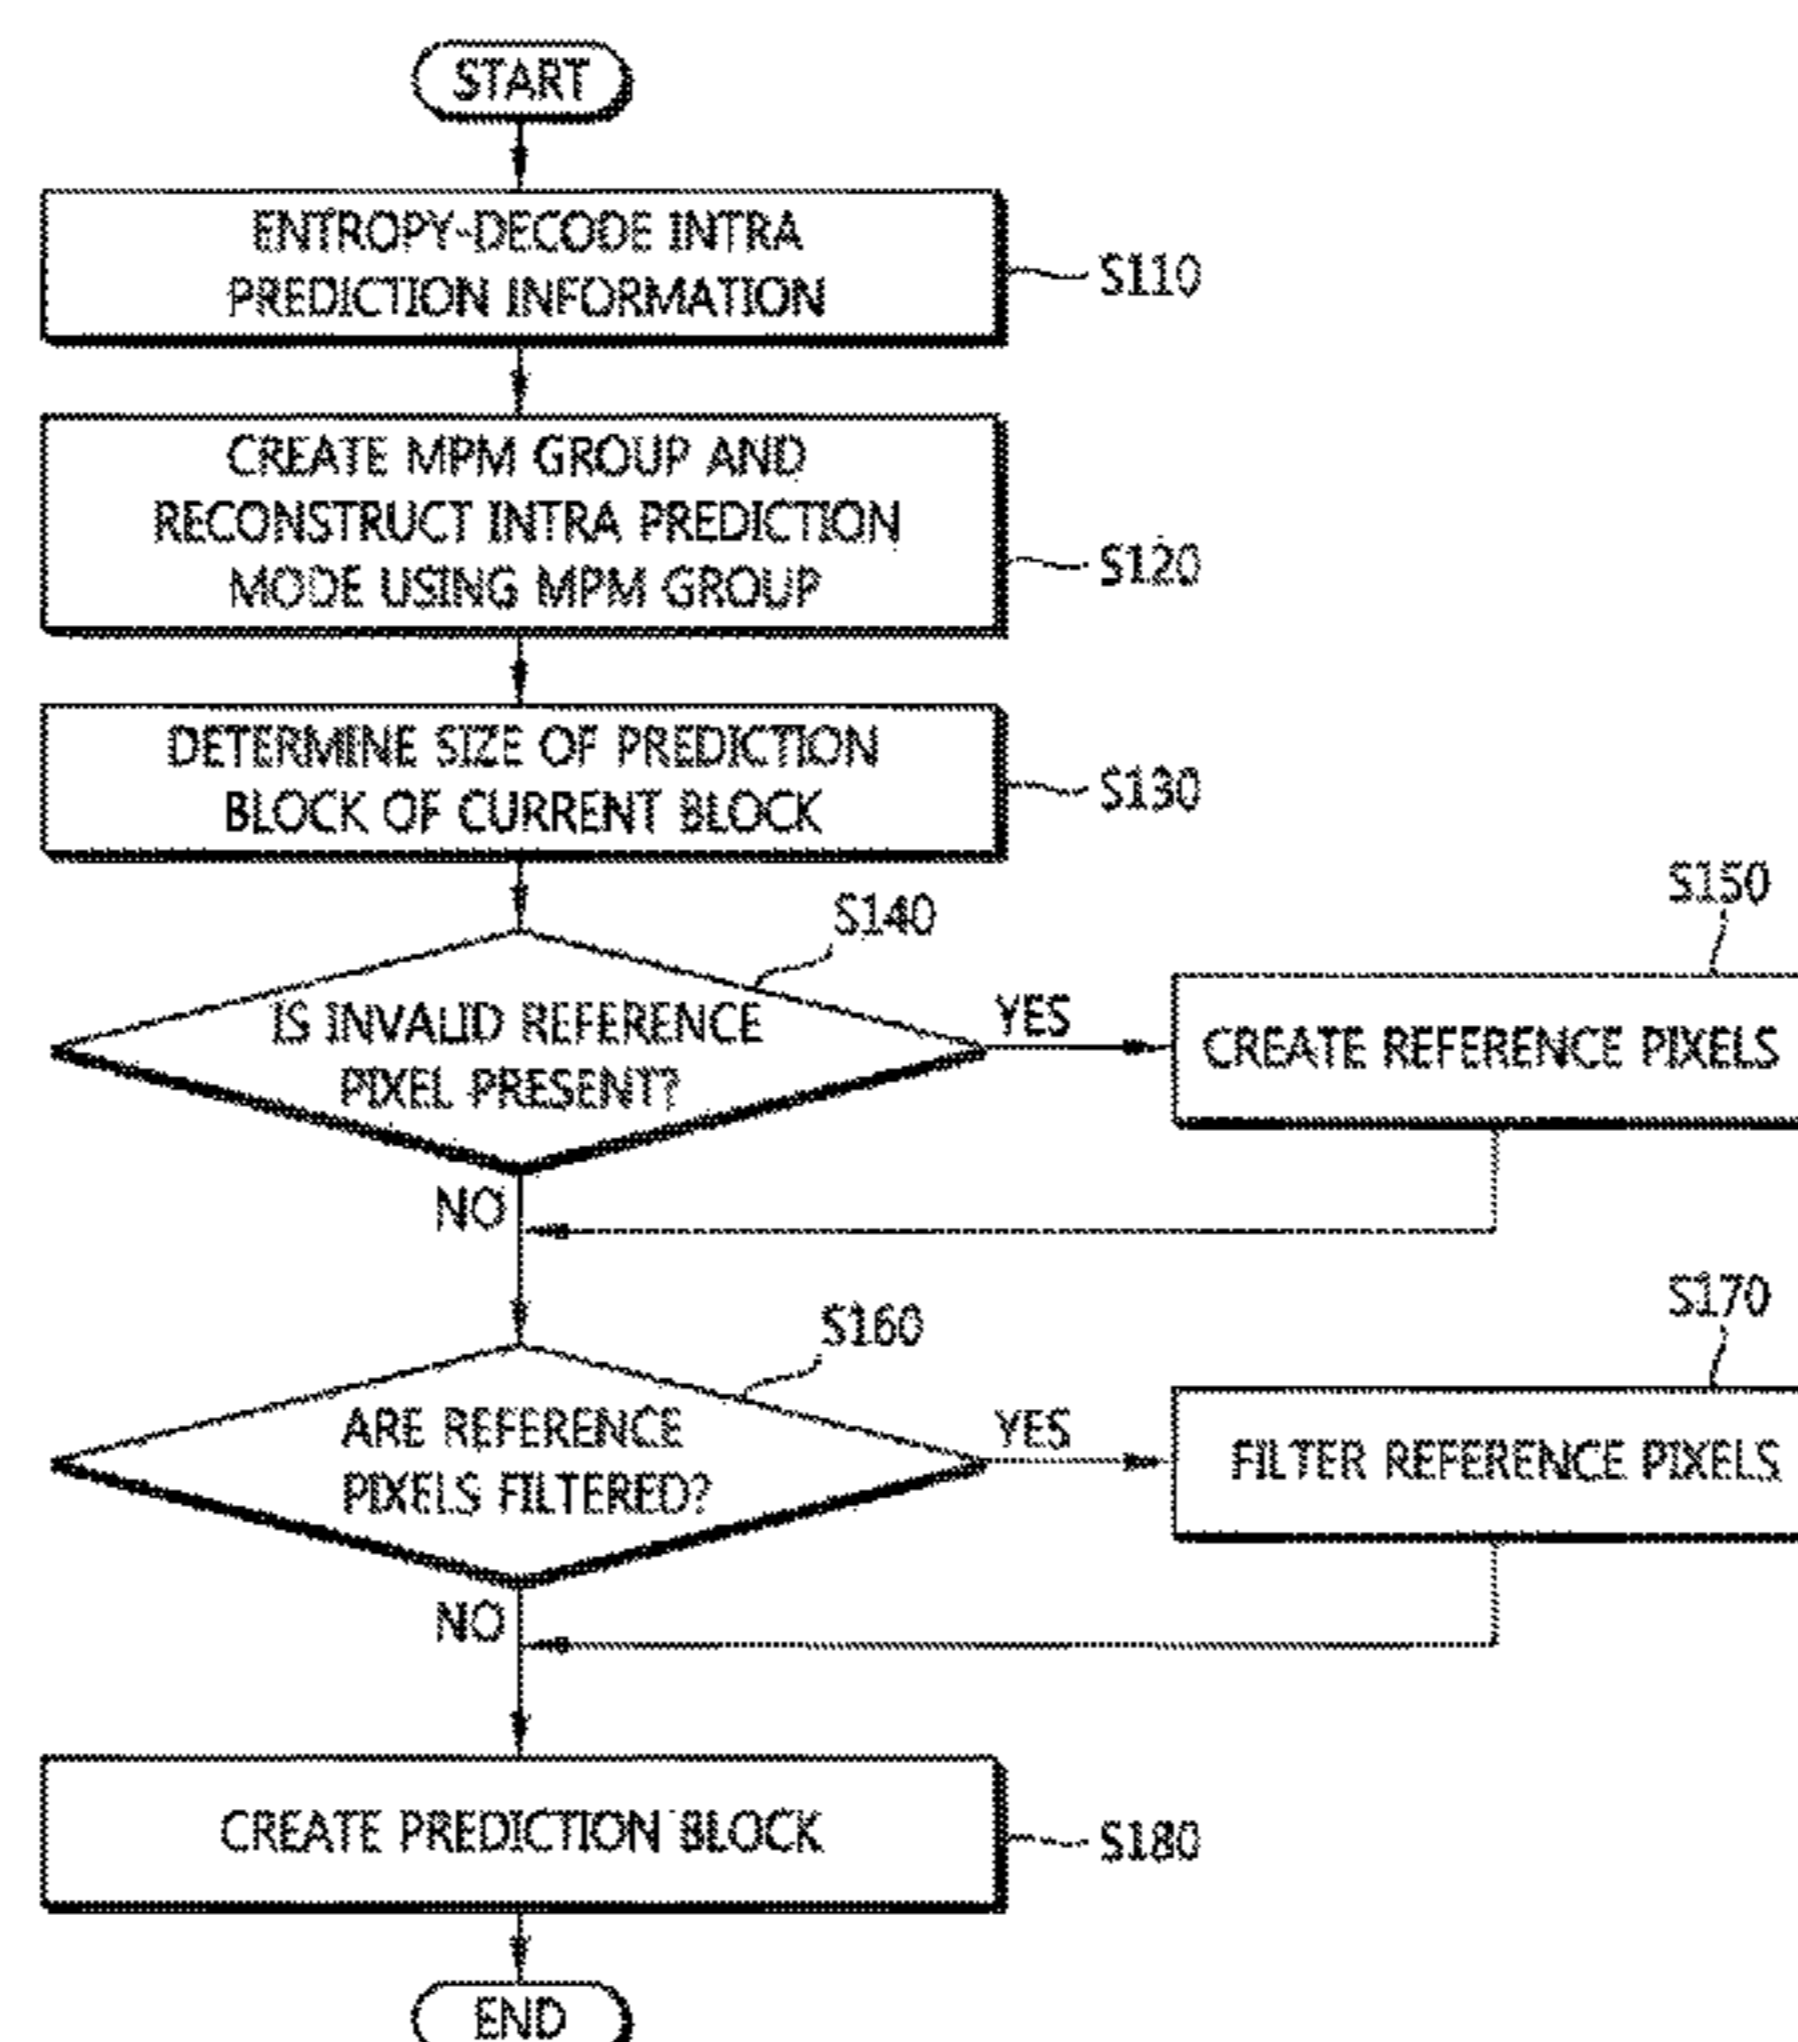 START
ENTROPY-DECODE INTRA
PREDICTION INFORMATION
S110
CREATE MPM GROUP AND
RECONSTRUCT INTRA PREDICTION
MODE USING MPM GROUP
S120
DETERMINE SIZE OF PREDICTION
BLOCK OF CURRENT BLOCK
S130
S140
IS INVALID REFERENCE
PIXEL PRESENT?
YES
S150
CREATE REFERENCE PIXELS
NO
S160
ARE REFERENCE
PIXELS FILTERED?
YES
S170
FILTER REFERENCE PIXELS
NO
CREATE PREDICTION BLOCK
S180
END